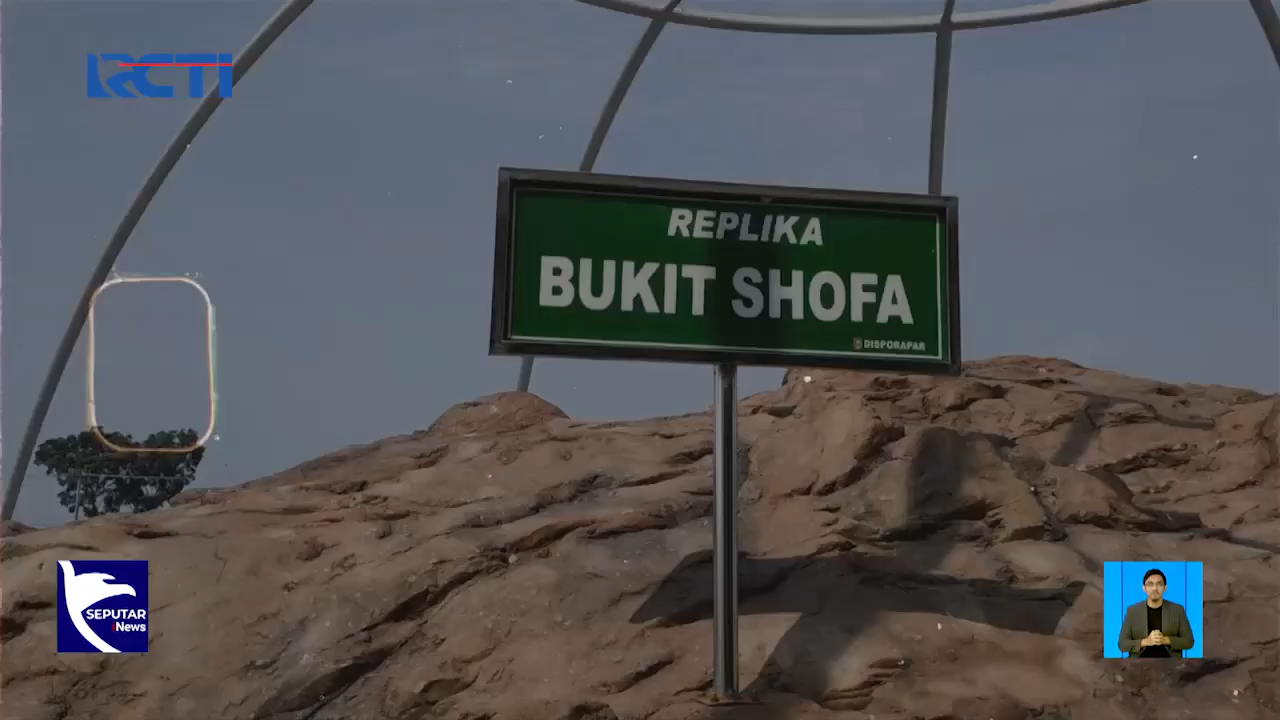 RCTI
REPLIKA
BUKIT SHOFA
DISPORAPAR
SEPUTAR
iNews